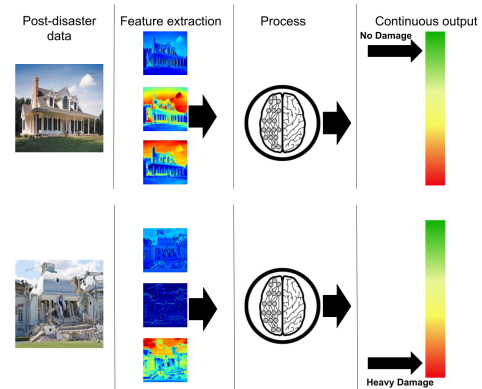 Post-disaster
data
Feature extraction
Process
Continuous output
No Damage
Heavy Damage